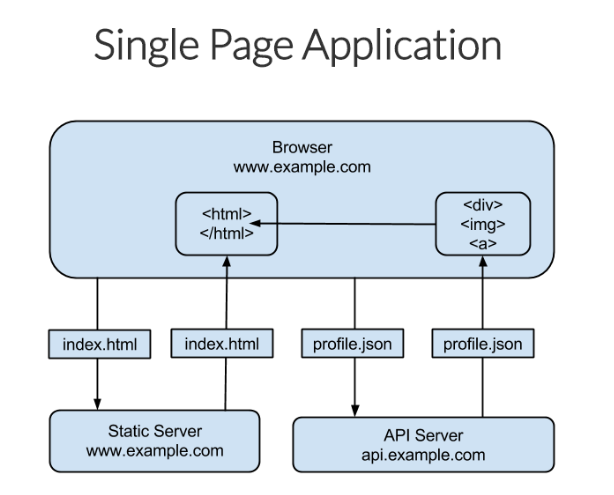 Single Page Application
Browser
www.example.com
<html>
</html>
<div>
<img>
<a>
index.html
index.html
profile.json
profile.json
Static Server
www.example.com
API Server
api.example.com